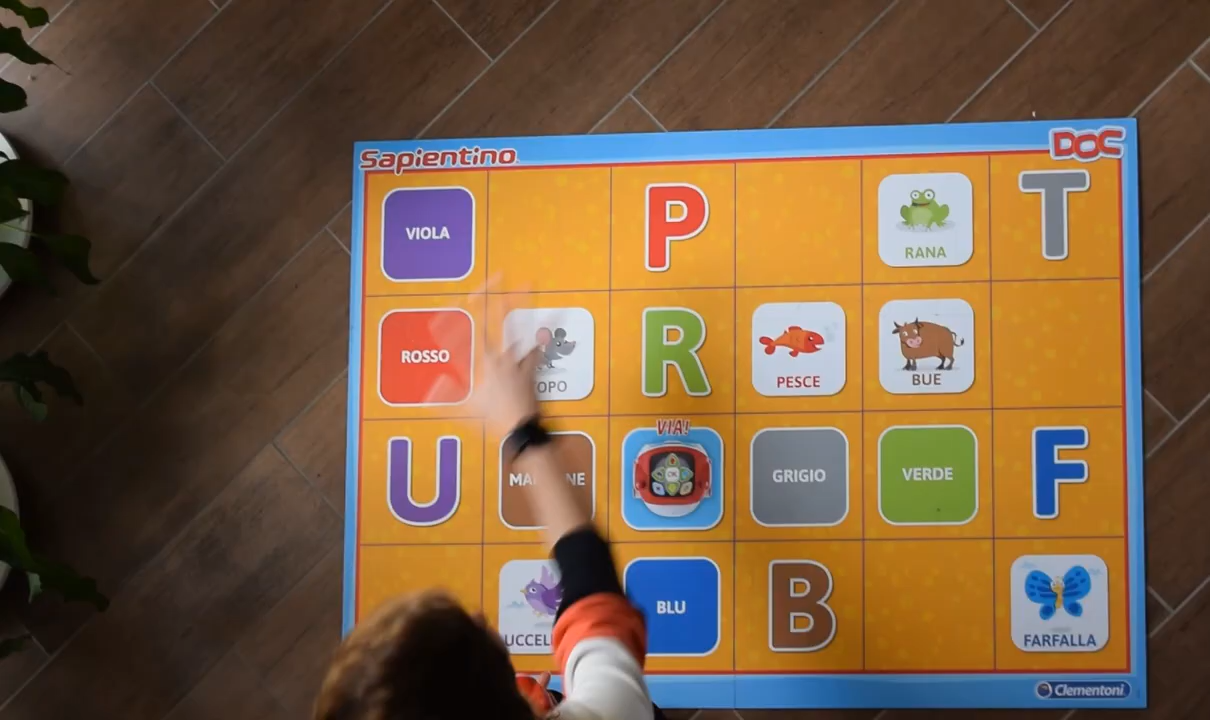 Sapientino
DOC
VIOLA
P
RANA
T
ROSSO
R
PESCE
BUE
VIA!
U
GRIGIO
VERDE
F
BLU
B
FARFALLA
Clementoni